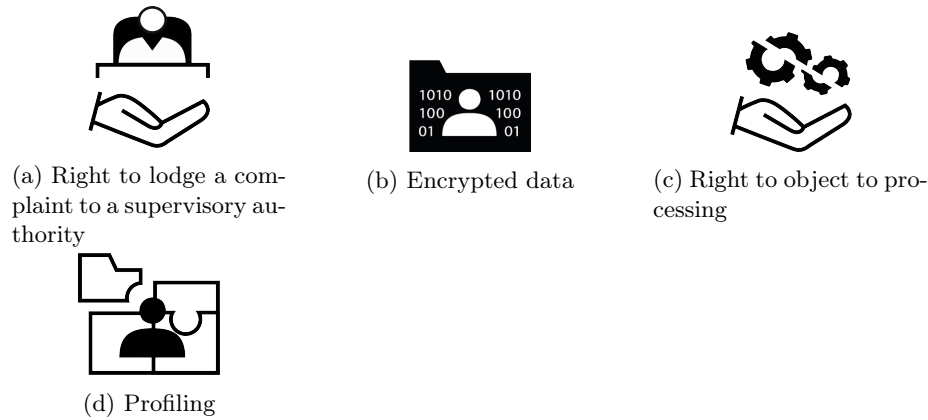 1010 1010
100 100
01 01
(a) Right to lodge a com-
plaint to a supervisory au-
thority
(b) Encrypted data
(c) Right to object to pro-
cessing
(d) Profiling